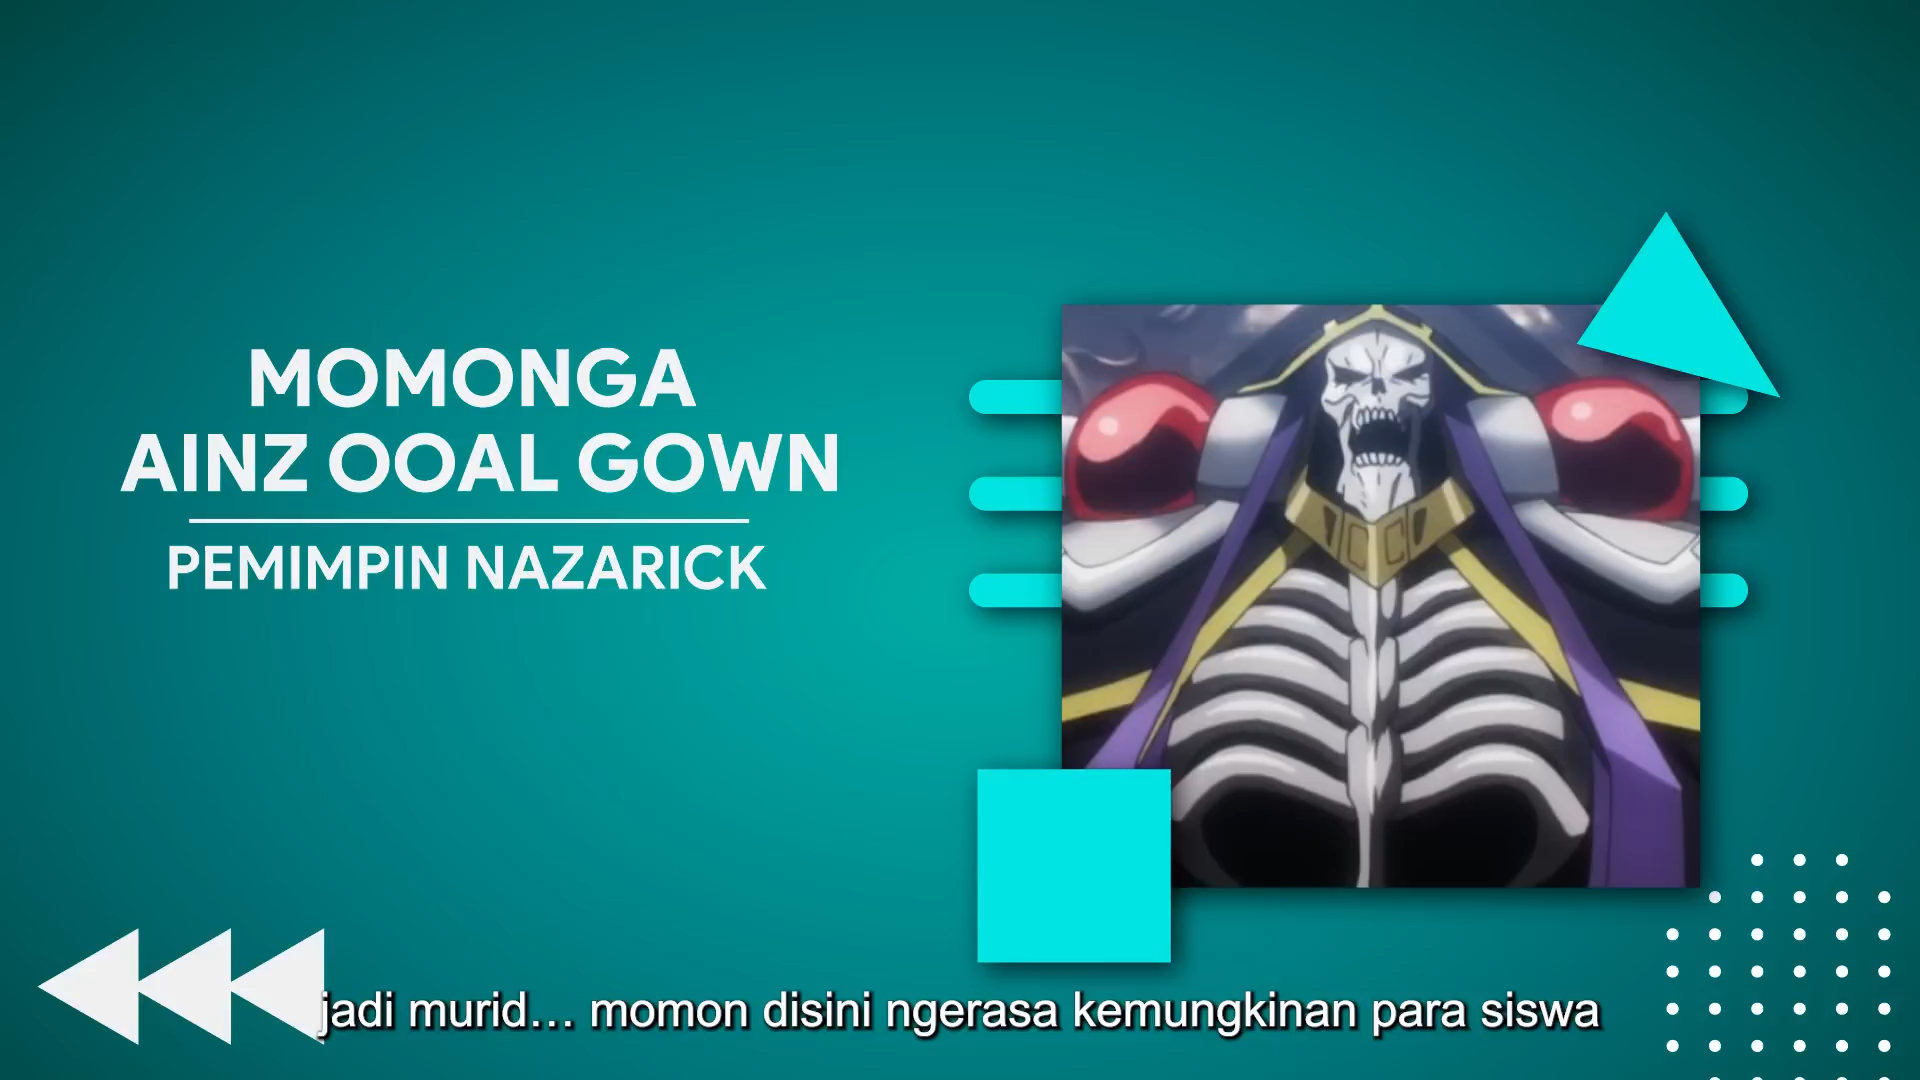 MOMONGA
AINZ OOAL GOWN
PEMIMPIN NAZARICK
jadi murid... momon disini ngerasa kemungkinan para siswa